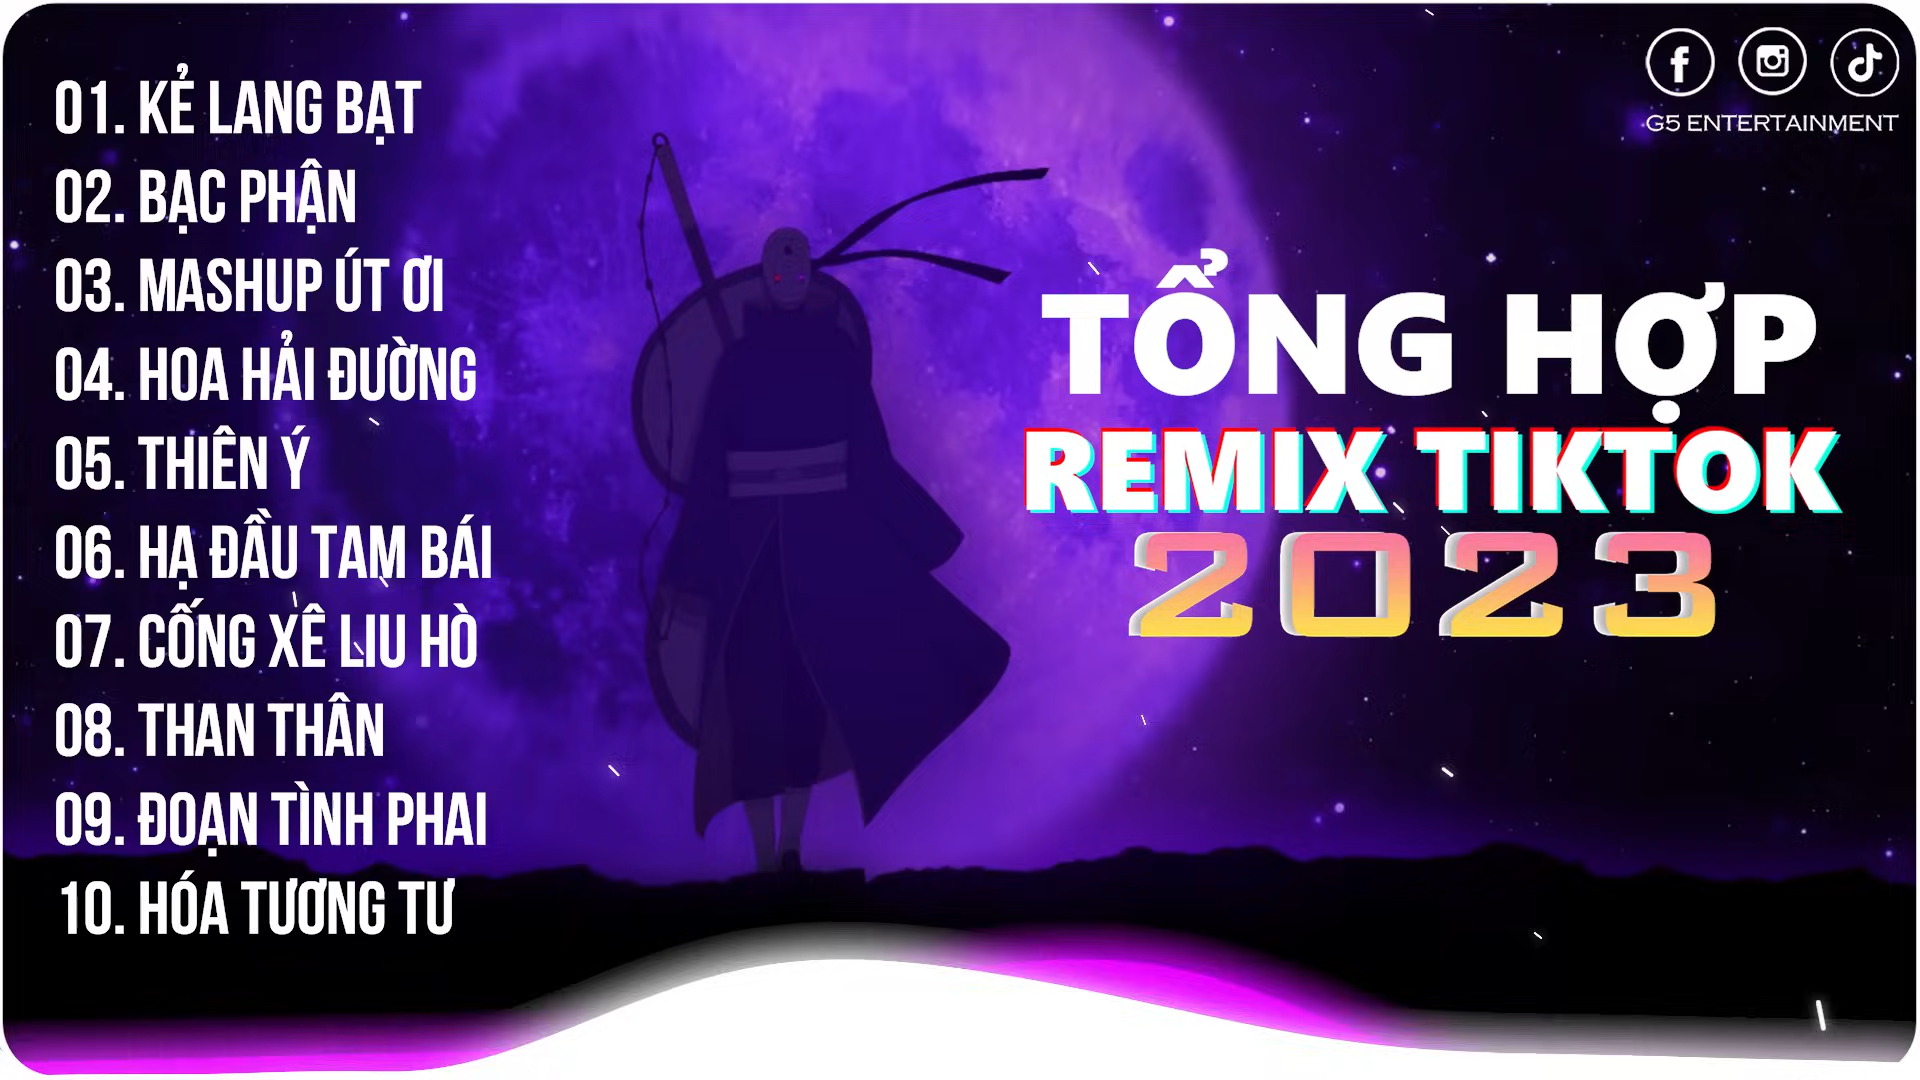 01. KẺ LANG BẠT
02. BẠC PHẬN
03. MASHUP ÚT ƠI
04. HOA HẢI ĐƯỜNG
05. THIÊN Ý
06. HẠ ĐẦU TAM BÁI
07. CỐNG XÊ LIU HÒ
08. THAN THÂN
09. ĐOẠN TÌNH PHAI
10. HÓA TƯƠNG TƯ
G5 ENTERTAINMENT
TỔNG HỢP
REMIX TIKTOK
2023